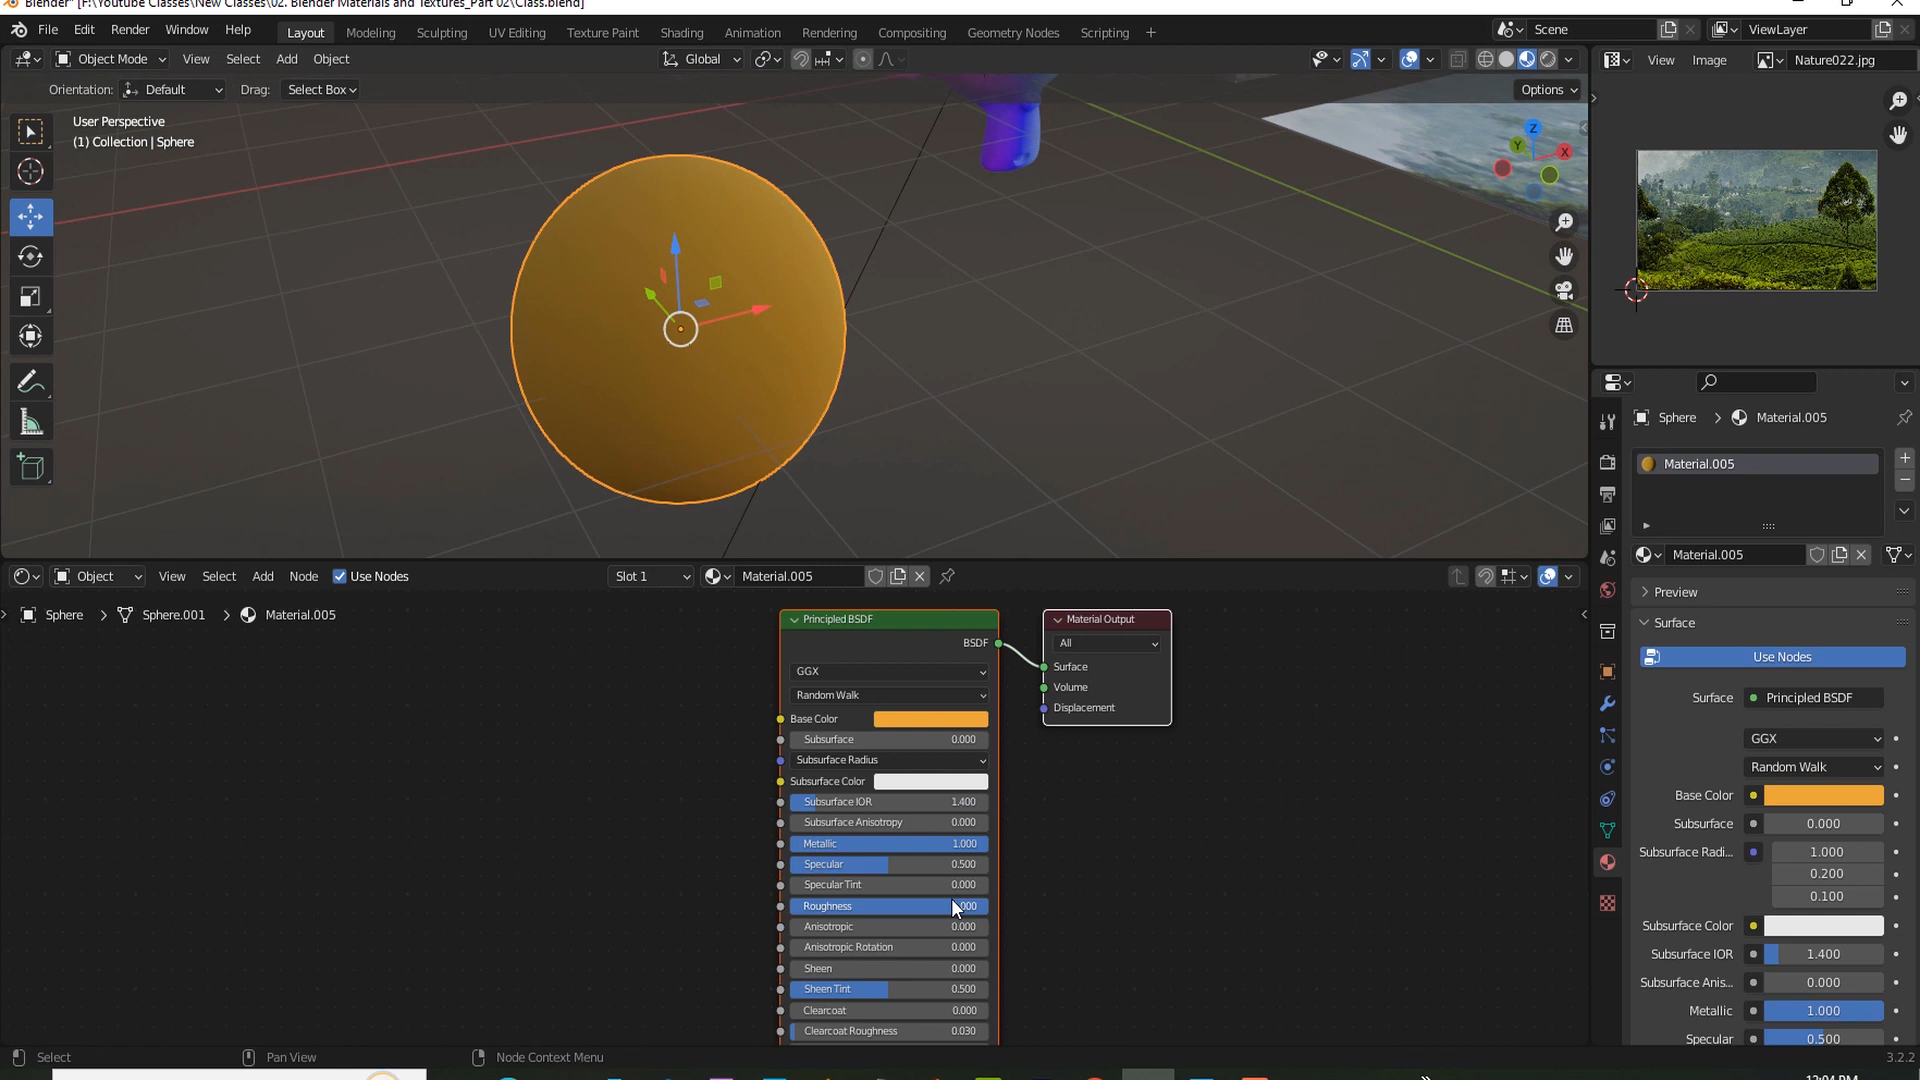 Blender* [F:\Youtube Classes\New Classes\02. Blender Materials and Textures_Part 02\Class.blend]
File Edit Render Window Help Layout Modeling Sculpting UV Editing Texture Paint Shading Animation Rendering Compositing Geometry Nodes Scripting + Scene ViewLayer
Object Mode View Select Add Object Global View Image Nature022.jpg
Orientation: Default Drag: Select Box Options
User Perspective
(1) Collection | Sphere
Z
Y
X
Sphere > Material.005
Material.005
Material.005
Object View Select Add Node Use Nodes Slot 1 Material.005
Sphere > Sphere.001 > Material.005
Principled BSDF
BSDF
GGX
Random Walk
Base Color
Subsurface 0.000
Subsurface Radius
Subsurface Color
Subsurface IOR 1.400
Subsurface Anisotropy 0.000
Metallic 1.000
Specular 0.500
Specular Tint 0.000
Roughness
Anisotropic 0.000
Anisotropic Rotation 0.000
Sheen 0.000
Sheen Tint 0.500
Clearcoat 0.000
Clearcoat Roughness 0.030
Material Output
All
Surface
Volume
Displacement
Preview
Surface
Use Nodes
Surface Principled BSDF
GGX
Random Walk
Base Color
Subsurface 0.000
Subsurface Radi... 1.000
0.200
0.100
Subsurface Color
Subsurface IOR 1.400
Subsurface Anis... 0.000
Metallic 1.000
Specular 0.500
Select Pan View Node Context Menu 3.2.2